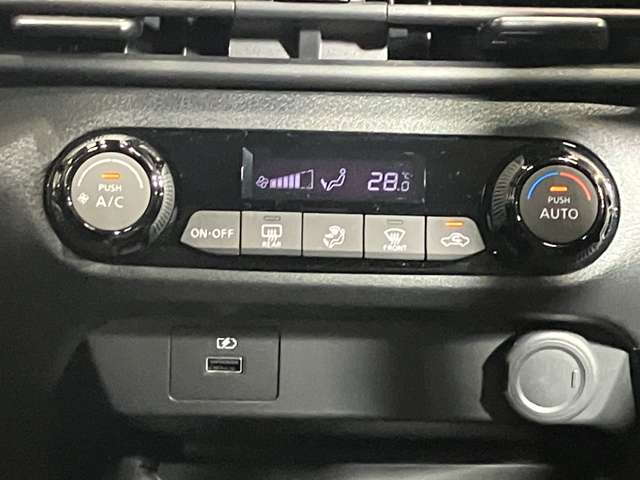 PUSH
A/C
28.0
°C
PUSH
AUTO
ON·OFF
REAR
FRONT